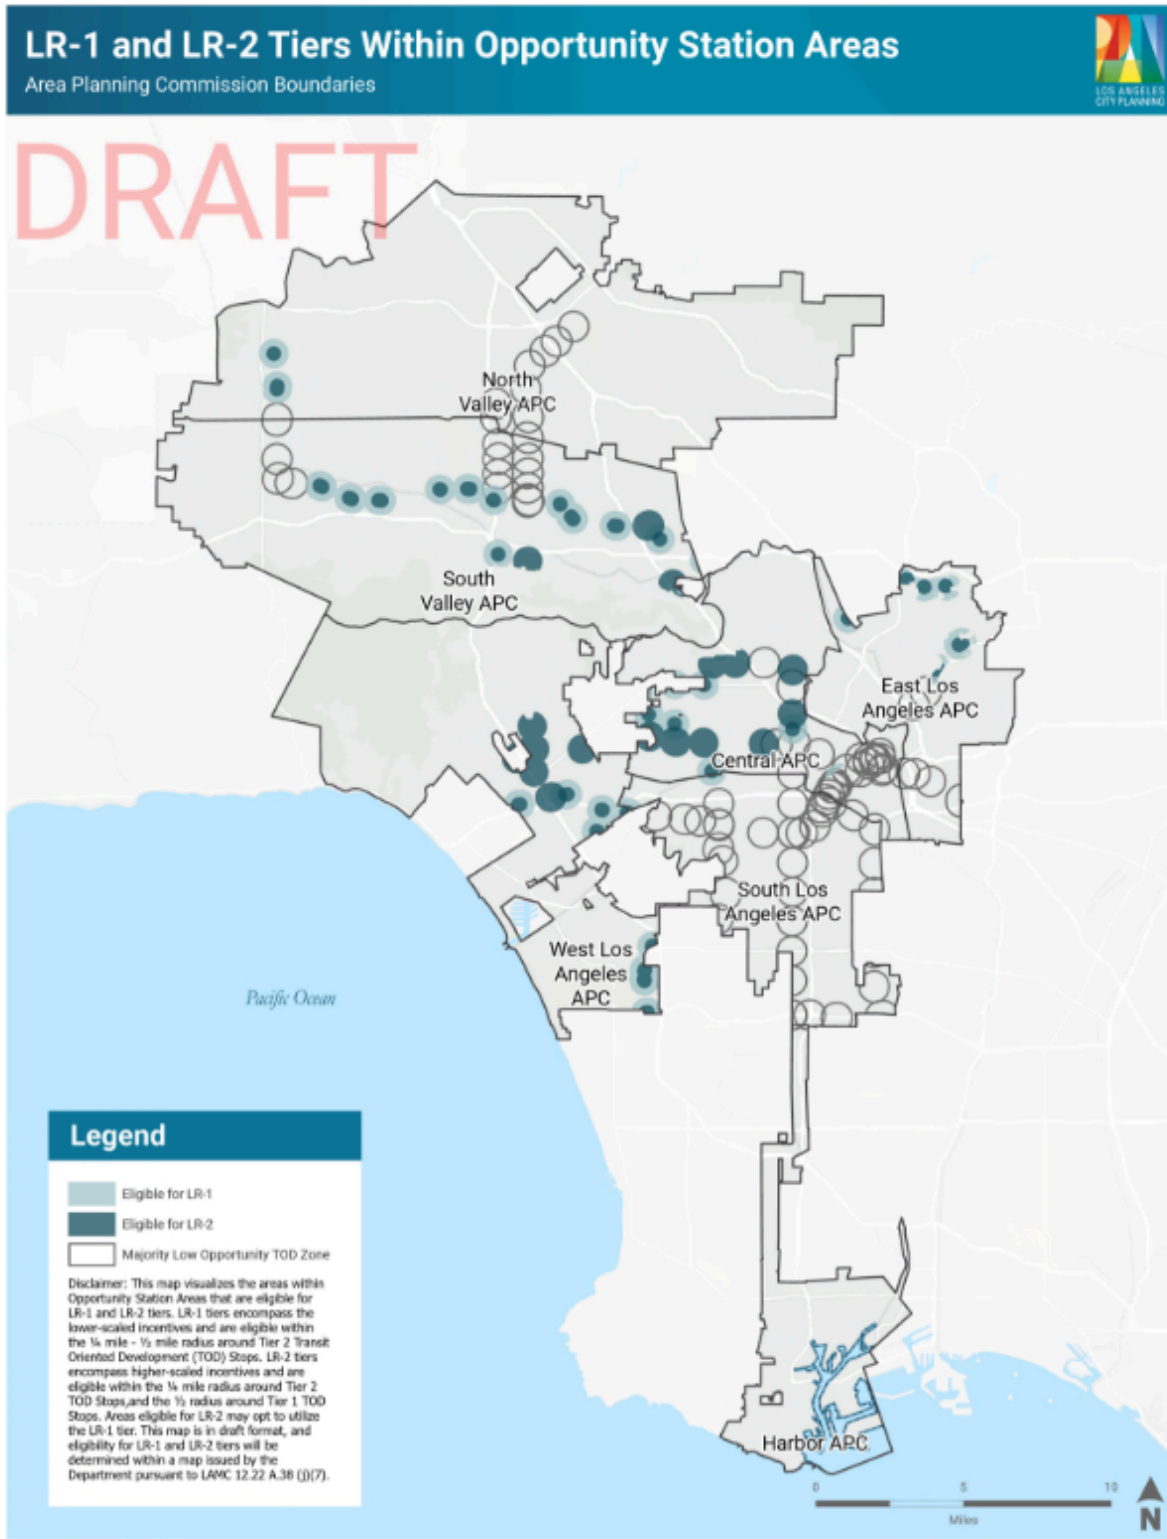 LR-1 and LR-2 Tiers Within Opportunity Station Areas
Area Planning Commission Boundaries
LOS ANGELES
CITY PLANNING
DRAFT
North
Valley APC
South
Valley APC
East Los
Angeles APC
Central APC
South Los
Angeles APC
West Los
Angeles
APC
Pacific Ocean
Harbor APC
Legend
Eligible for LR-1
Eligible for LR-2
Majority Low Opportunity TOD Zone
Disclaimer: This map visualizes the areas within
Opportunity Station Areas that are eligible for
LR-1 and LR-2 tiers. LR-1 tiers encompass the
lower-scaled incentives and are eligible within
the ¼ mile - ½ mile radius around Tier 2 Transit
Oriented Development (TOD) Stops. LR-2 tiers
encompass higher-scaled incentives and are
eligible within the ¼ mile radius around Tier 2
TOD Stops,and the ½ radius around Tier 1 TOD
Stops. Areas eligible for LR-2 may opt to utilize
the LR-1 tier. This map is in draft format, and
eligibility for LR-1 and LR-2 tiers will be
determined within a map issued by the
Department pursuant to LAMC 12.22 A.38 (j)(7).
0 5 10
Miles
N